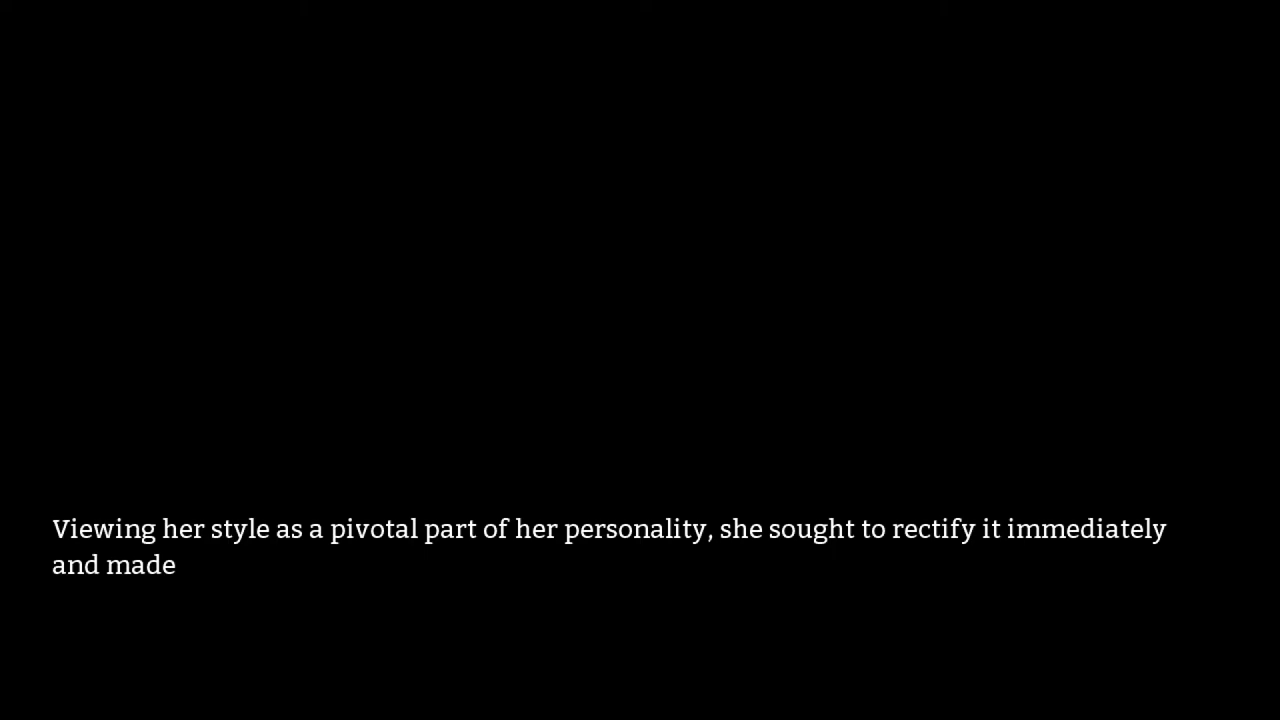 Viewing her style as a pivotal part of her personality, she sought to rectify it immediately
and made